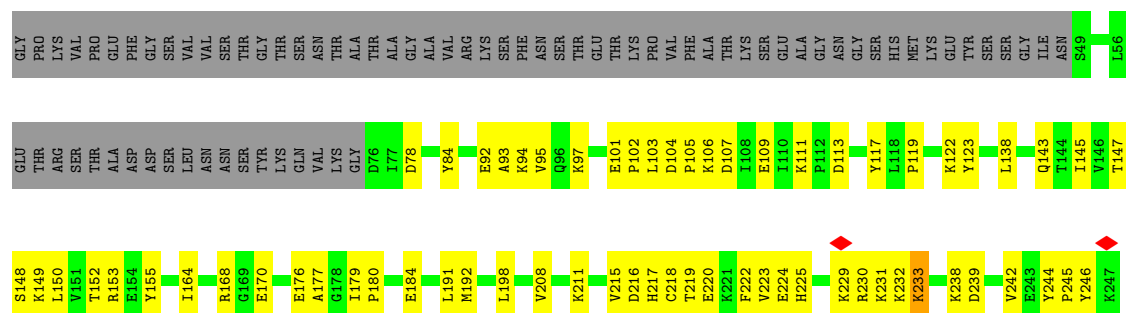 GLY PRO LYS VAL PRO GLU PHE GLY SER VAL VAL SER THR GLY THR SER ASN THR ALA THR ALA GLY ALA VAL ARG LYS SER PHE ASN SER THR GLU THR LYS PRO VAL PHE ALA THR LYS SER GLU ALA GLY ASN GLY SER HIS MET LYS GLU TYR SER SER GLY ILE ASN S49 L56
GLU THR ARG SER THR ALA ASP ASP SER LEU ASN ASN SER TYR LYS GLN VAL LYS GLY D76 I77 D78 Y84 E92 A93 K94 V95 Q96 K97 E101 P102 L103 D104 P105 K106 D107 I108 E109 I110 K111 P112 D113 Y117 L118 P119 K122 Y123 L138 Q143 T144 I145 V146 T147
S148 K149 L150 V151 T152 R153 E154 Y155 I164 R168 G169 E170 E176 A177 G178 I179 P180 E184 L191 M192 L198 V208 K211 V215 D216 H217 C218 T219 E220 K221 F222 V223 E224 H225 K229 R230 K231 K232 K233 K238 D239 V242 E243 Y244 P245 Y246 K247